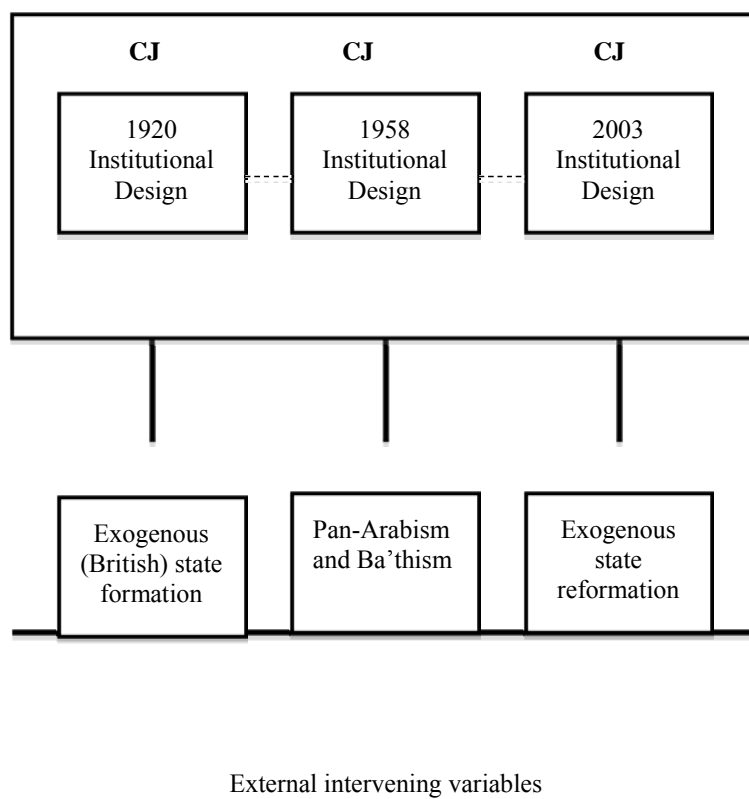 CJ
CJ
CJ
1920
Institutional
Design
1958
Institutional
Design
2003
Institutional
Design
Exogenous
(British) state
formation
Pan-Arabism
and Ba’thism
Exogenous
state
reformation
External intervening variables